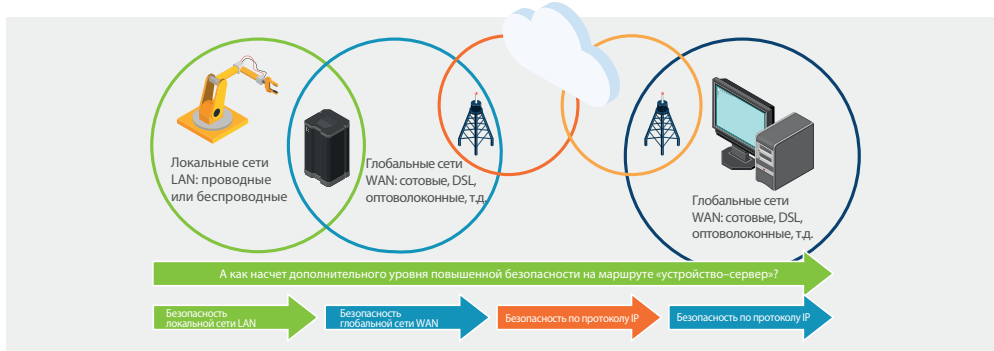 Локальные сети
LAN: проводные
или беспроводные
Глобальные сети
WAN: сотовые, DSL,
оптоволоконные, т.д.
Глобальные сети
WAN: сотовые, DSL,
оптоволоконные, т.д.
А как насчет дополнительного уровня повышенной безопасности на маршруте «устройство–сервер»?
Безопасность
локальной сети LAN
Безопасность
глобальной сети WAN
Безопасность по протоколу IP
Безопасность по протоколу IP